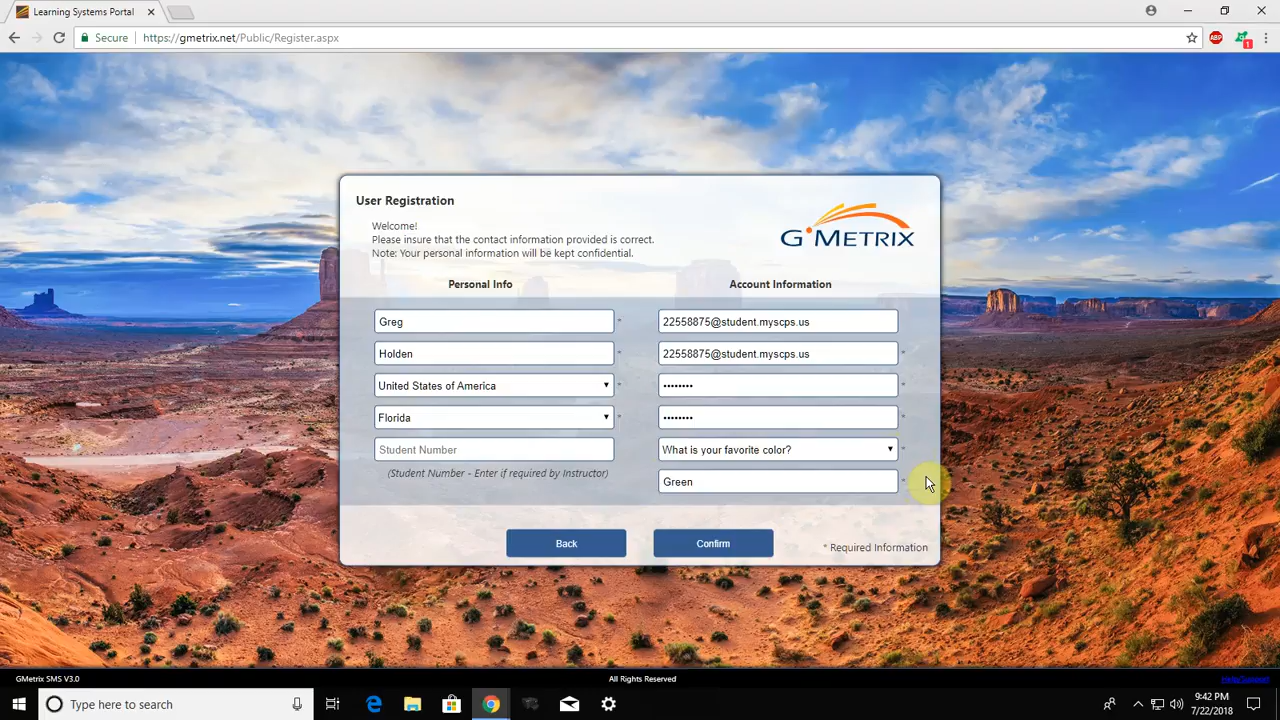 Learning Systems Portal
Secure
https://gmetrix.net/Public/Register.aspx
ABP
1
User Registration
Welcome!
Please insure that the contact information provided is correct.
Note: Your personal information will be kept confidential.
G·METRIX
Personal Info
Account Information
Greg *
22558875@student.myscps.us
Holden *
22558875@student.myscps.us *
United States of America *
•••••••• *
Florida *
•••••••• *
Student Number
What is your favorite color? *
(Student Number - Enter if required by Instructor)
Green *
Back
Confirm
* Required Information
GMetrix SMS V3.0
All Rights Reserved
Help/Support
Type here to search
9:42 PM
7/22/2018